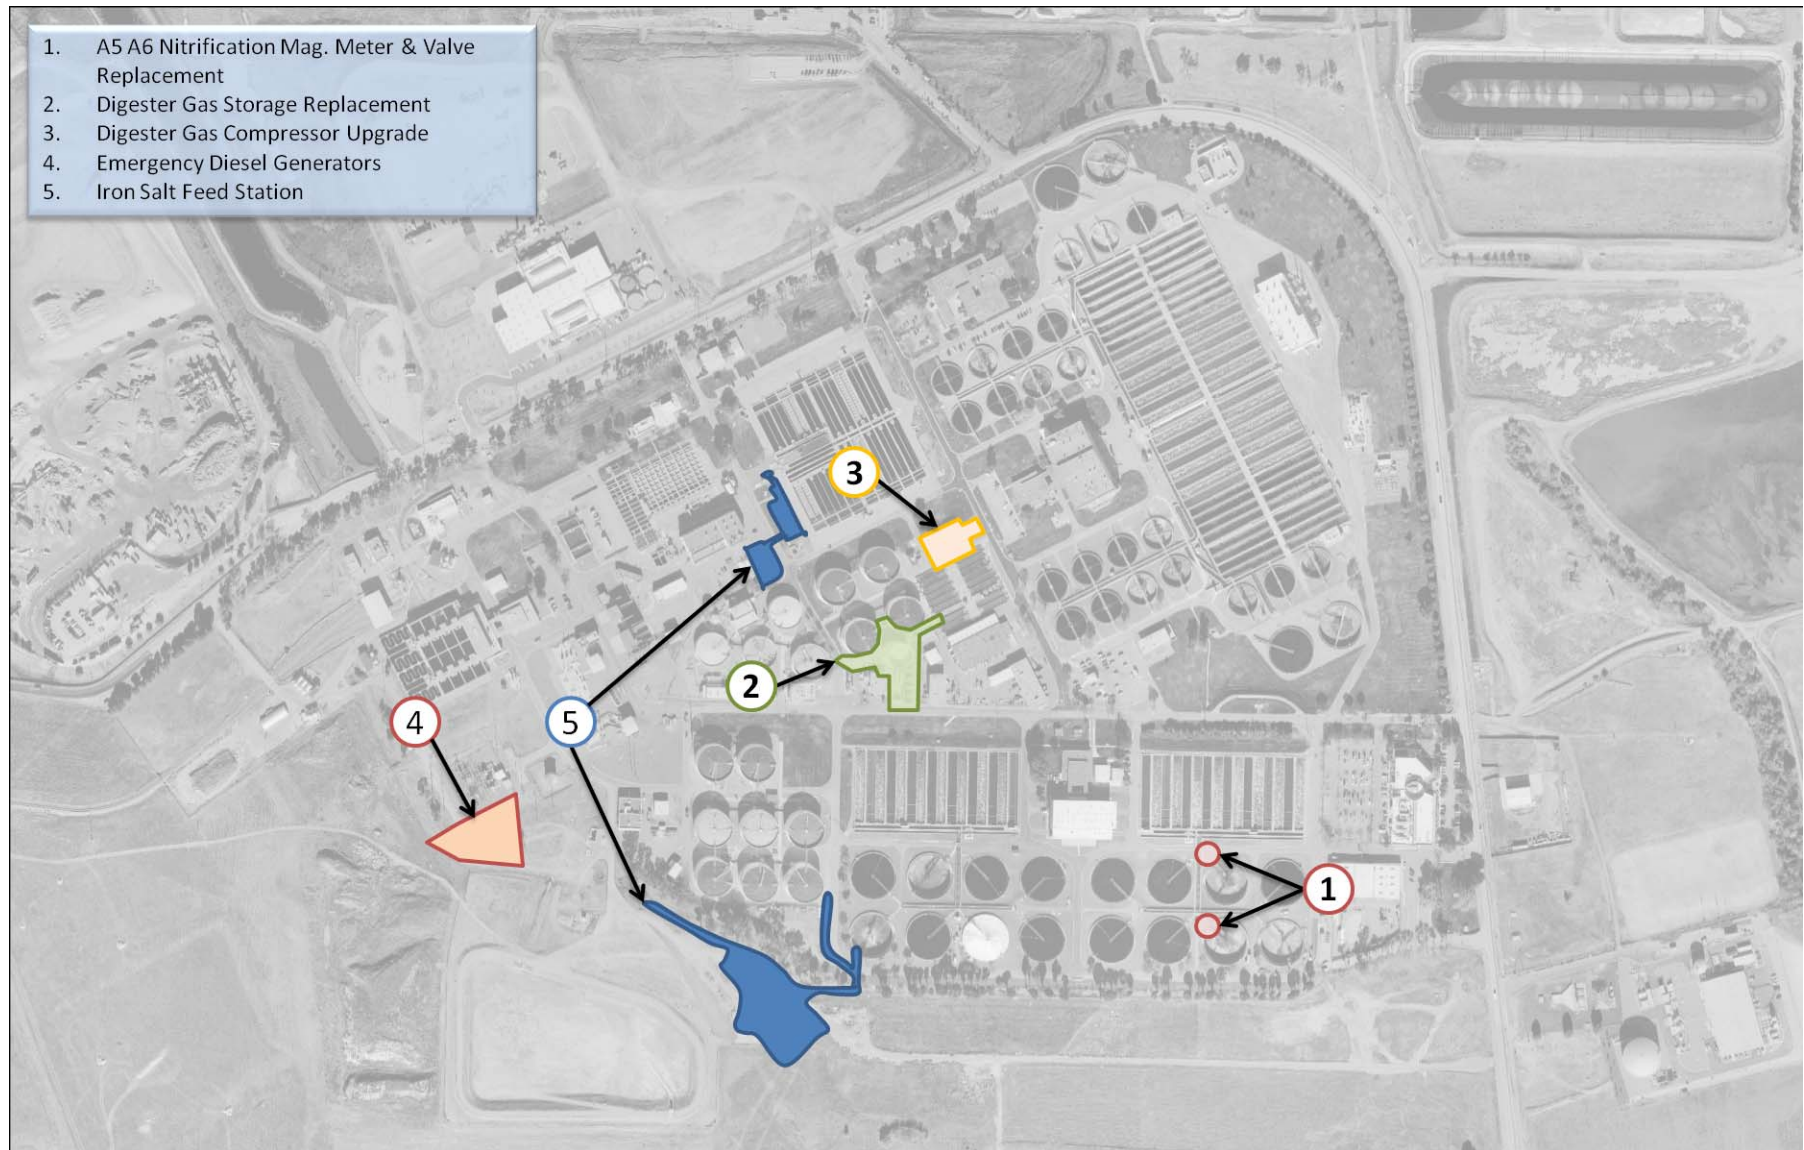 1. A5 A6 Nitrification Mag. Meter & Valve
Replacement
2. Digester Gas Storage Replacement
3. Digester Gas Compressor Upgrade
4. Emergency Diesel Generators
5. Iron Salt Feed Station
3
2
4
5
1